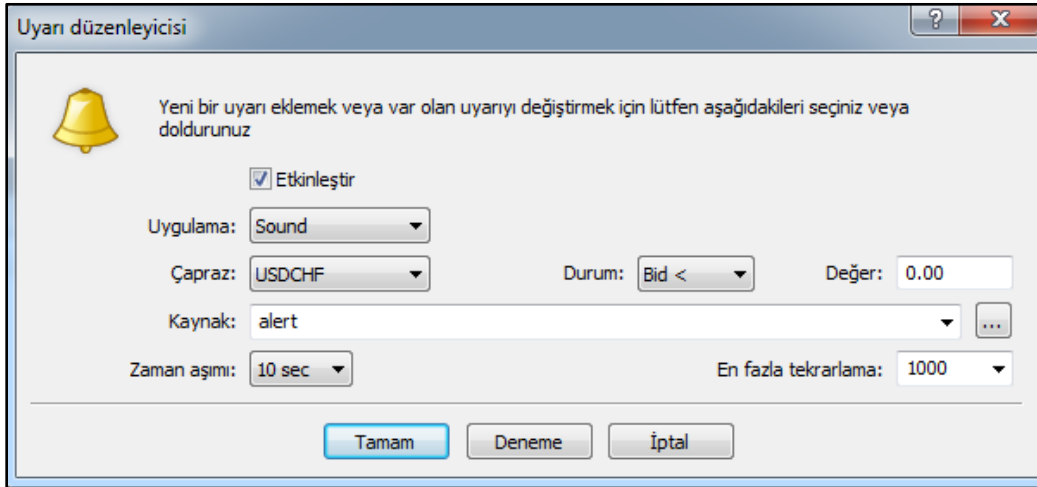 Uyarı düzenleyicisi
Yeni bir uyarı eklemek veya var olan uyarıyı değiştirmek için lütfen aşağıdakileri seçiniz veya
doldurunuz
Etkinleştir
Uygulama: Sound
Çapraz: USDCHF Durum: Bid < Değer: 0.00
Kaynak: alert ...
Zaman aşımı: 10 sec En fazla tekrarlama: 1000
Tamam Deneme İptal